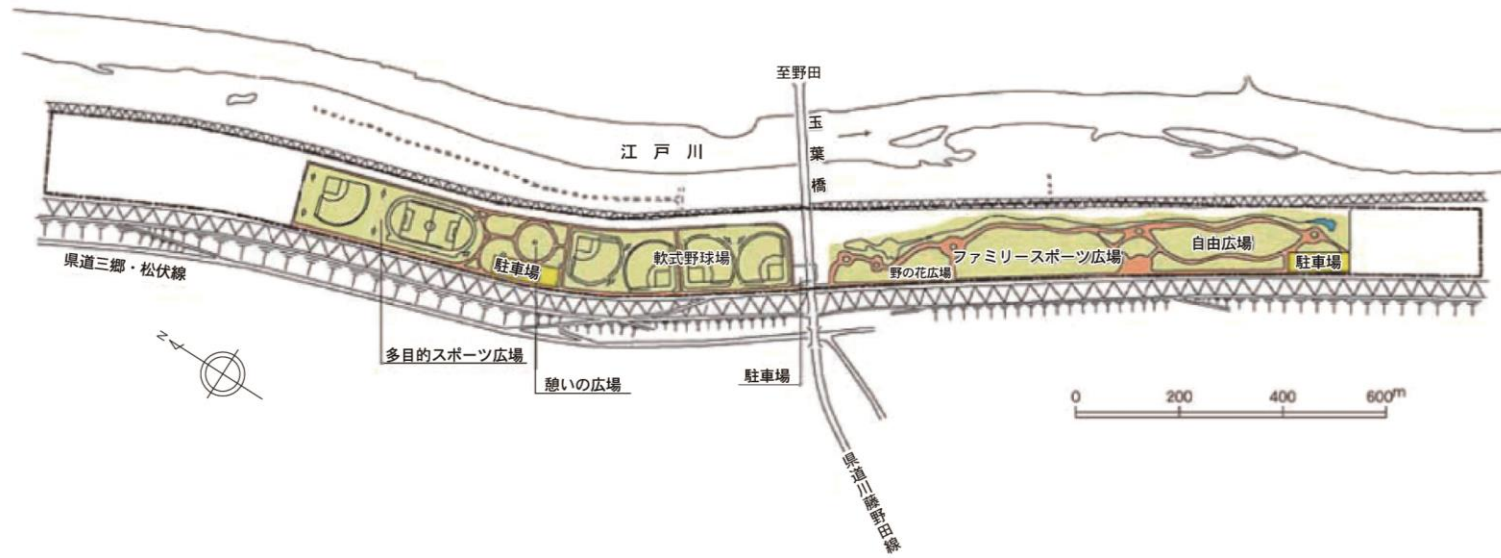 至野田
玉葉橋
江戸川
県道三郷・松伏線
駐車場
軟式野球場
野の花広場
ファミリースポーツ広場
自由広場
駐車場
N
多目的スポーツ広場
憩いの広場
駐車場
0 200 400 600m
県道川藤野田線